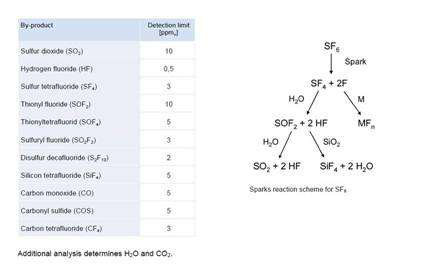 By-product Detection limit
[ppmᵥ]
Sulfur dioxide (SO₂) 10
Hydrogen fluoride (HF) 0,5
Sulfur tetrafluoride (SF₄) 3
Thionyl fluoride (SOF₂) 10
Thionyltetrafluorid (SOF₄) 5
Sulfuryl fluoride (SO₂F₂) 3
Disulfur decafluoride (S₂F₁₀) 2
Silicon tetrafluoride (SiF₄) 5
Carbon monoxide (CO) 5
Carbonyl sulfide (COS) 5
Carbon tetrafluoride (CF₄) 3
Additional analysis determines H₂O and CO₂.
SF₆
Spark
SF₄ + 2F
H₂O M
SOF₂ + 2 HF MFₙ
H₂O SiO₂
SO₂ + 2 HF SiF₄ + 2 H₂O
Sparks reaction scheme for SF₆